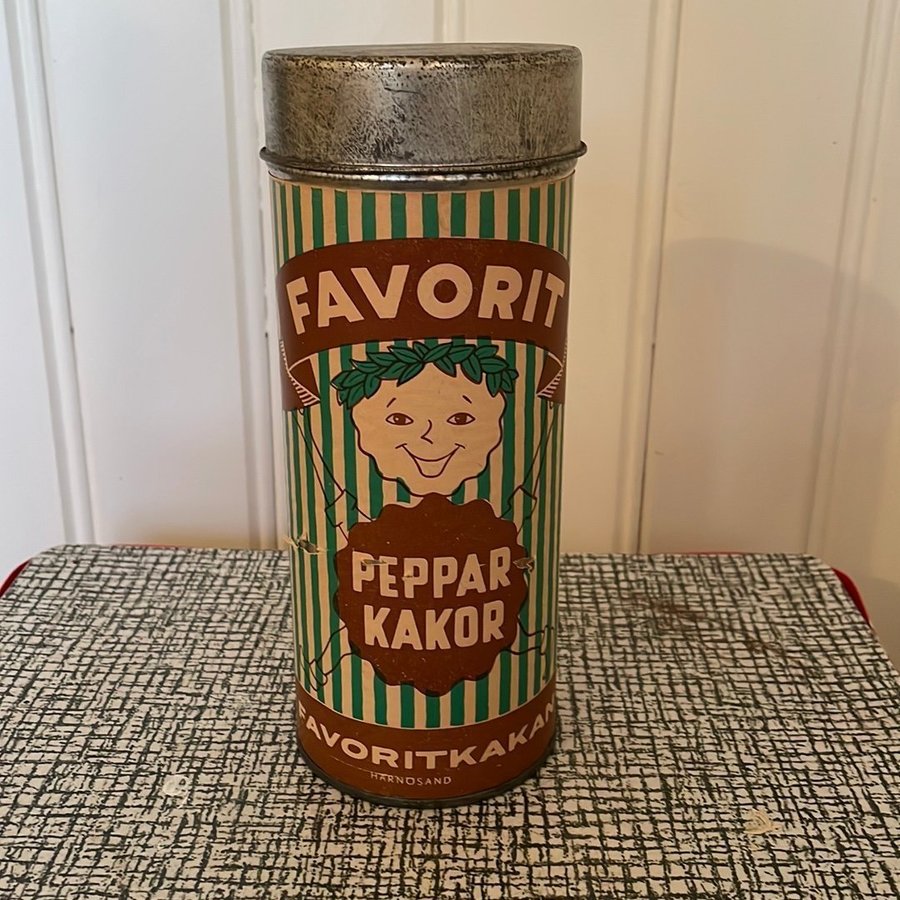 FAVORIT
PEPPAR
KAKOR
FAVORITKAKAN
HÄRNÖSAND